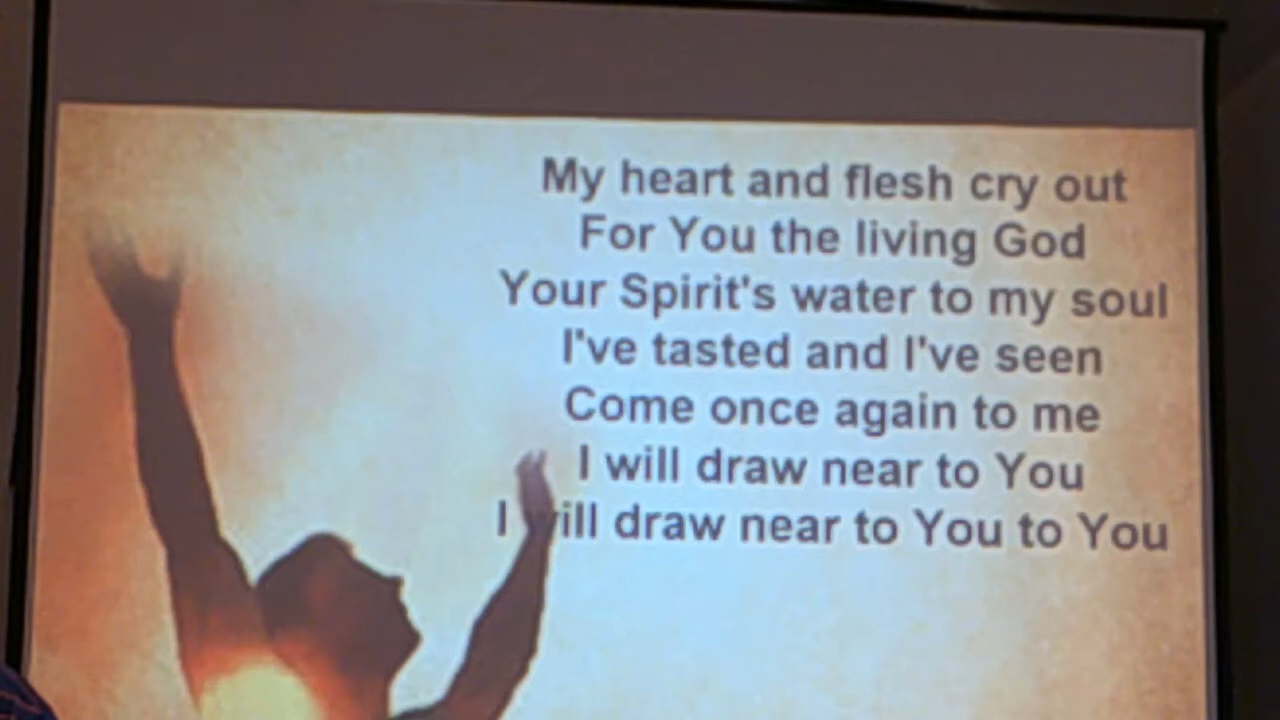 My heart and flesh cry out
For You the living God
Your Spirit's water to my soul
I've tasted and I've seen
Come once again to me
I will draw near to You
I will draw near to You to You